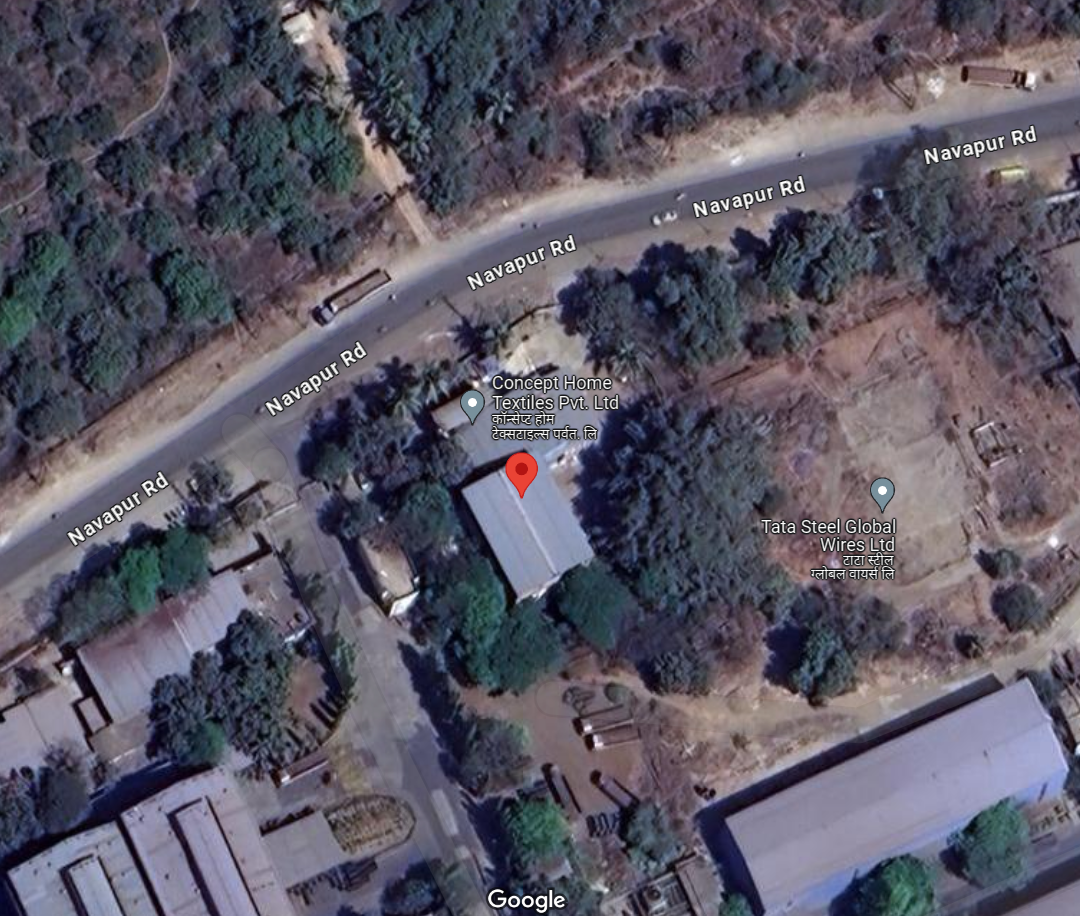 Navapur Rd
Navapur Rd
Navapur Rd
Navapur Rd
Navapur Rd
Concept Home
Textiles Pvt. Ltd
कॉन्सेप्ट होम
टेक्सटाइल्स पर्वत. लि
Tata Steel Global
Wires Ltd
टाटा स्टील
ग्लोबल वायर्स लि
Google